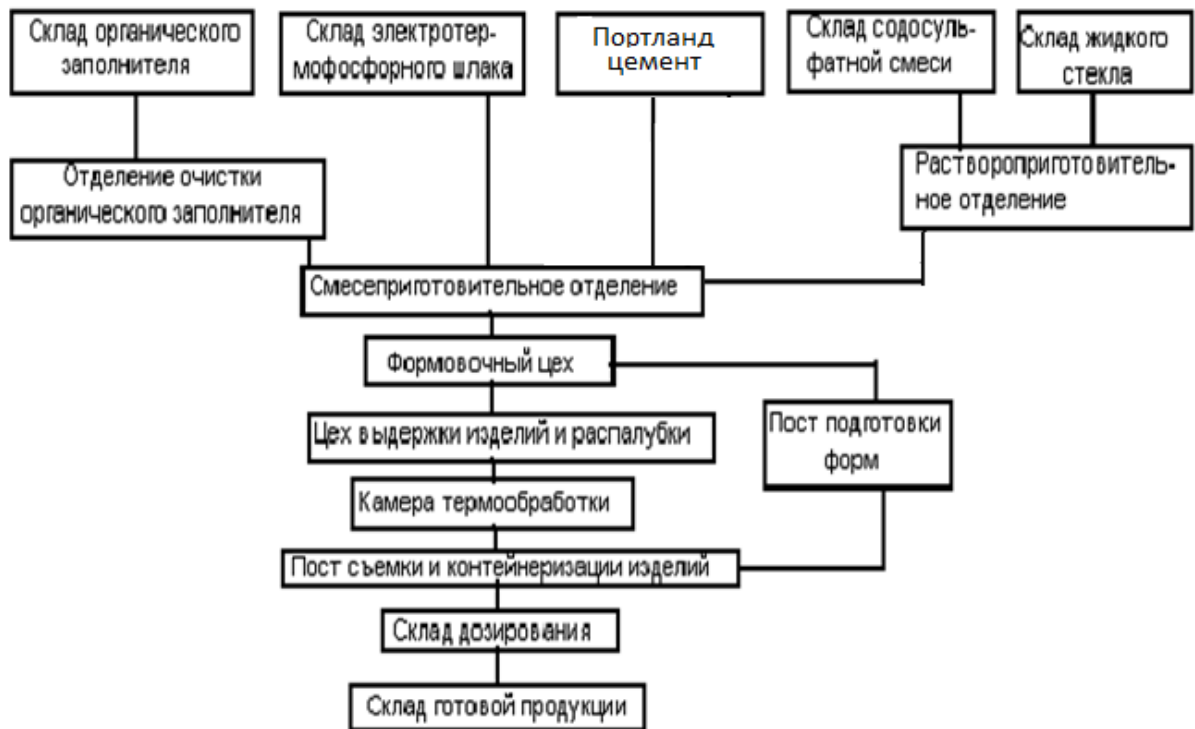 Склад органического
заполнителя
Склад электротер-
мофосфорного шлака
Портланд
цемент
Склад содосуль-
фатной смеси
Склад жидкого
стекла
Отделение очистки
органического заполнителя
Раствороприготовитель-
ное отделение
Смесеприготовительное отделение
Формовочный цех
Цех выдержки изделий и распалубки
Пост подготовки
форм
Камера термообработки
Пост съемки и контейнеризации изделий
Склад дозирования
Склад готовой продукции